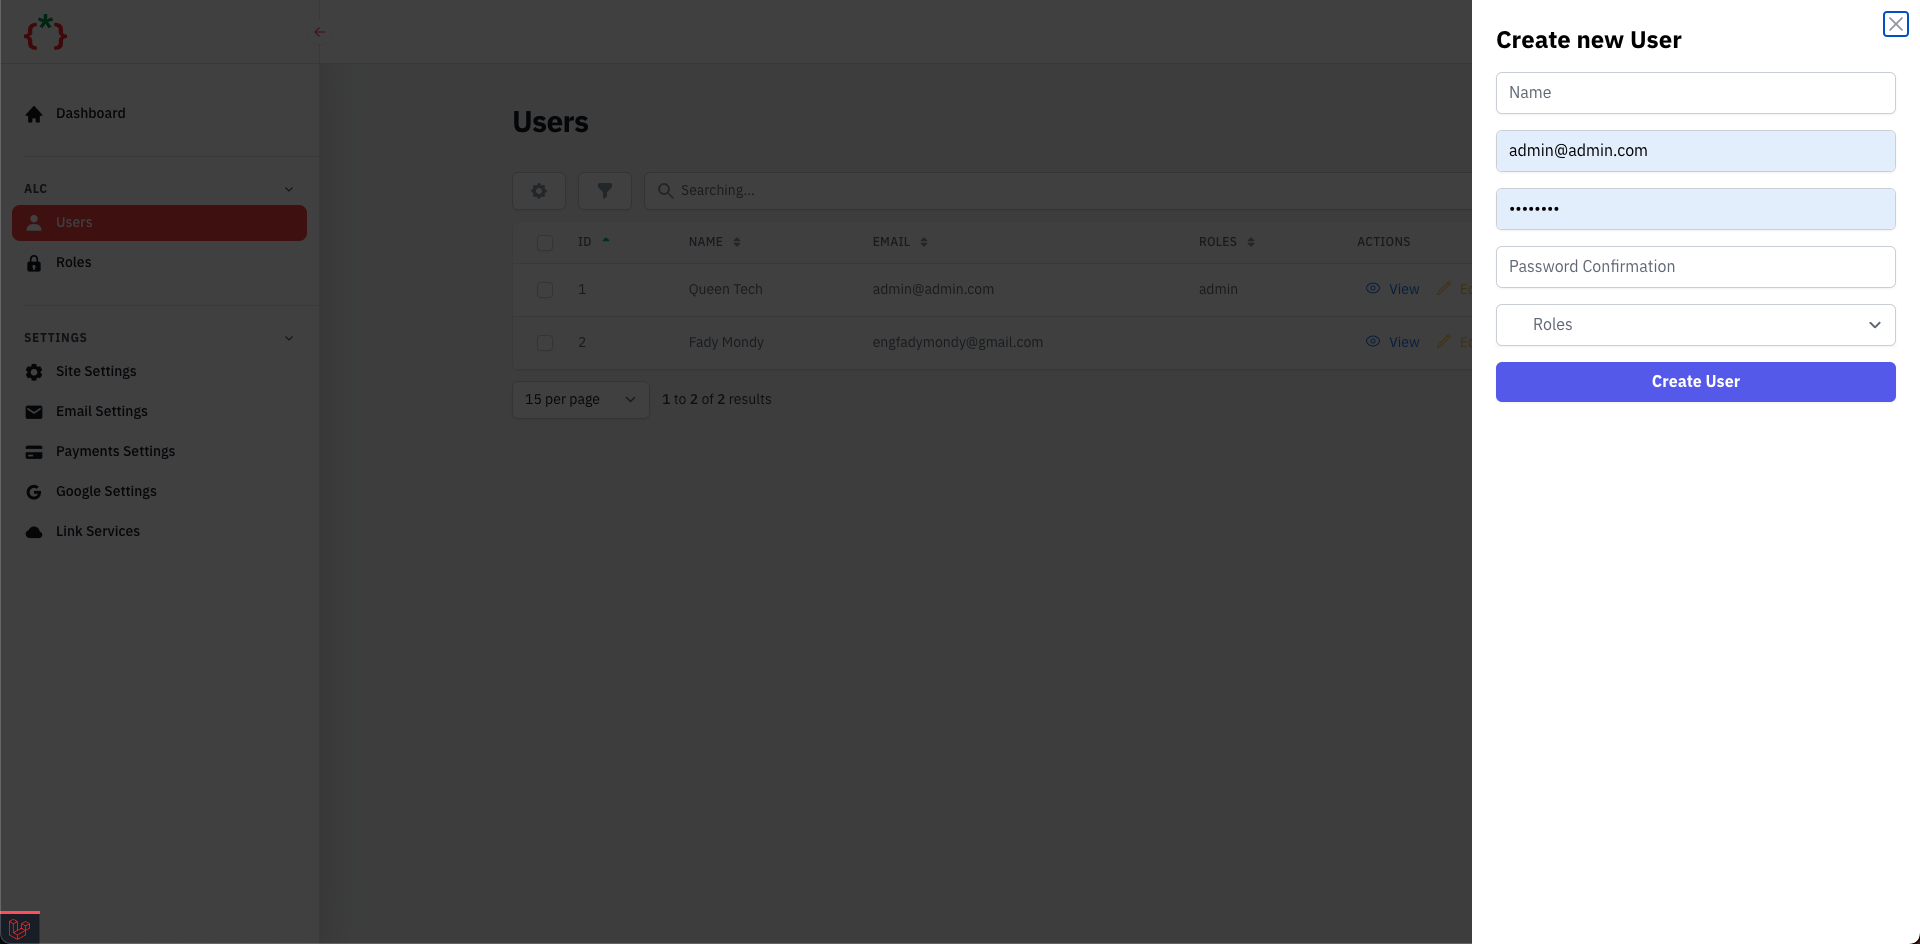 Dashboard
ALC
Users
Roles
SETTINGS
Site Settings
Email Settings
Payments Settings
Google Settings
Link Services
Users
Searching...
ID NAME EMAIL ROLES ACTIONS
1 Queen Tech admin@admin.com admin View
2 Fady Mondy engfadymondy@gmail.com View
15 per page 1 to 2 of 2 results
Create new User
Name
admin@admin.com
••••••••
Password Confirmation
Roles
Create User